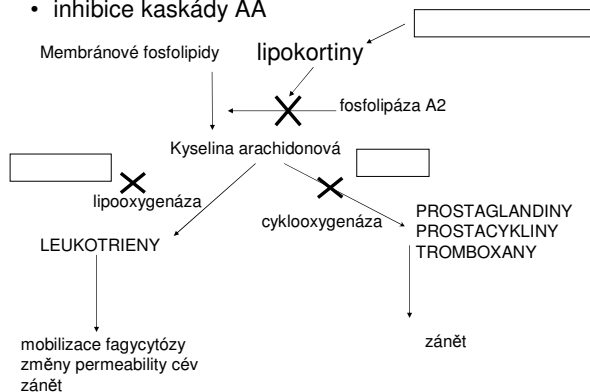 • inhibice kaskády AA
Membránové fosfolipidy
lipokortiny
fosfolipáza A2
Kyselina arachidonová
lipooxygenáza
cyklooxygenáza
PROSTAGLANDINY
PROSTACYKLINY
TROMBOXANY
LEUKOTRIENY
mobilizace fagycytózy
změny permeability cév
zánět
zánět